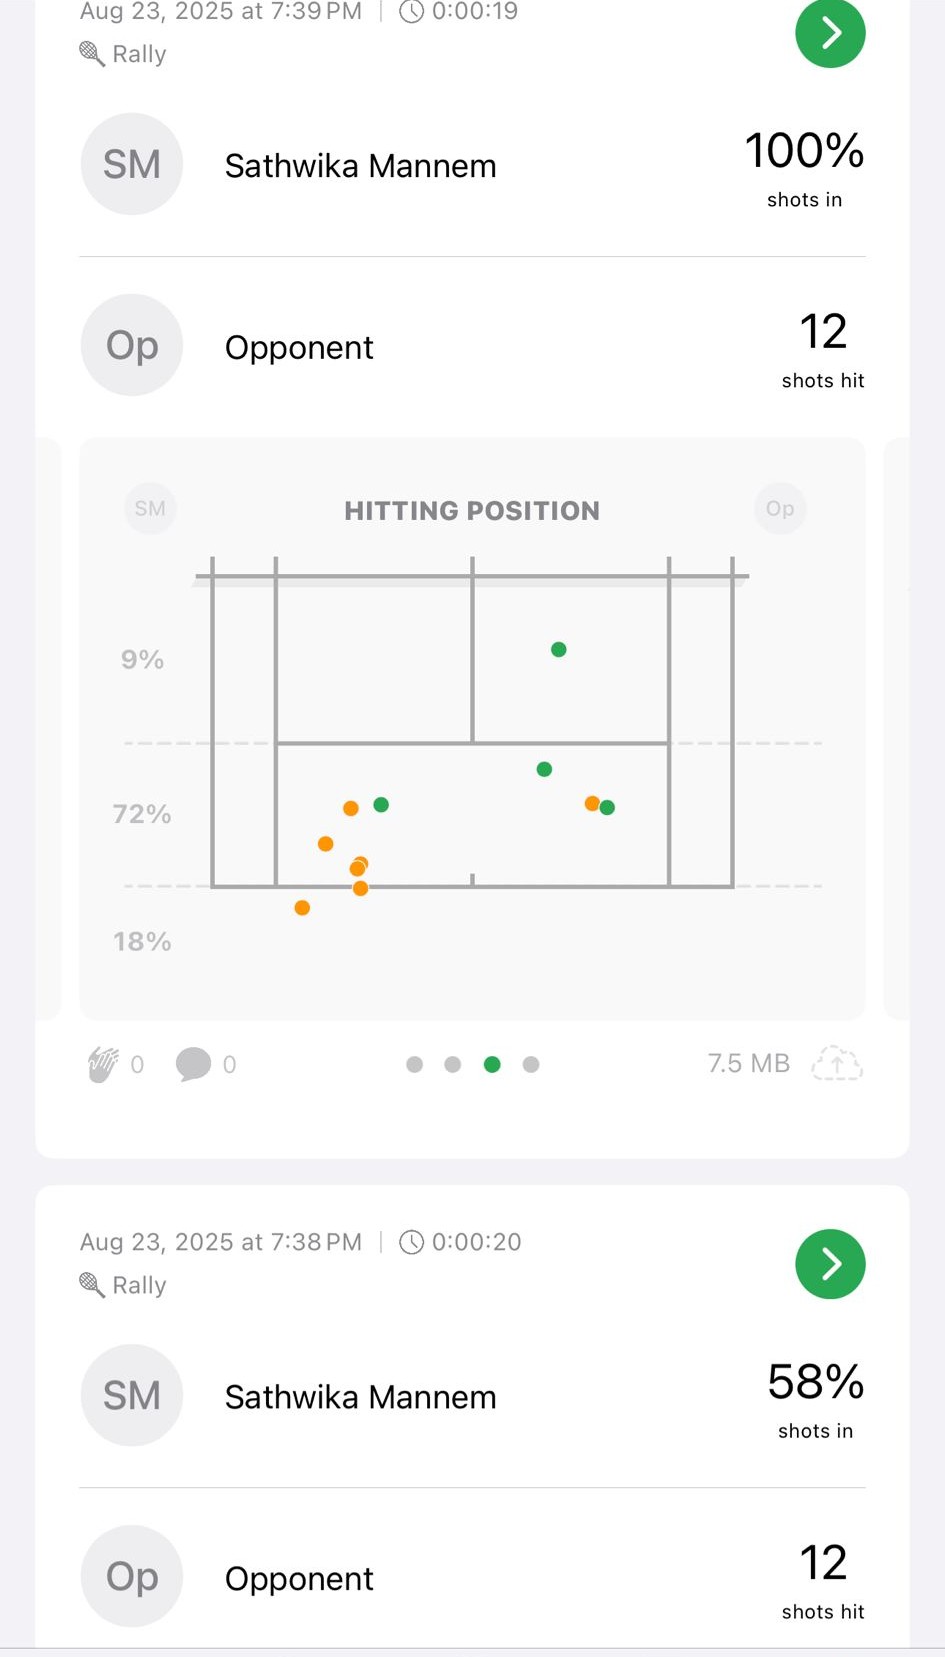 Aug 23, 2025 at 7:39 PM | 0:00:19
Rally
SM Sathwika Mannem 100%
shots in
Op Opponent 12
shots hit
SM HITTING POSITION Op
9%
72%
18%
0 0 7.5 MB
Aug 23, 2025 at 7:38 PM | 0:00:20
Rally
SM Sathwika Mannem 58%
shots in
Op Opponent 12
shots hit